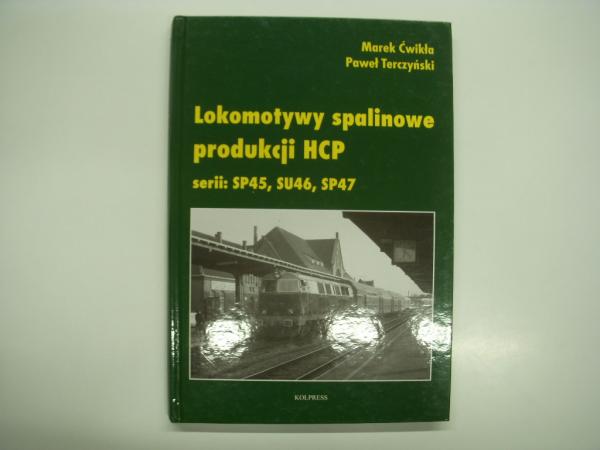 Marek Ćwikła
Paweł Terczyński
Lokomotywy spalinowe
produkcji HCP
serii: SP45, SU46, SP47
KOLPRESS